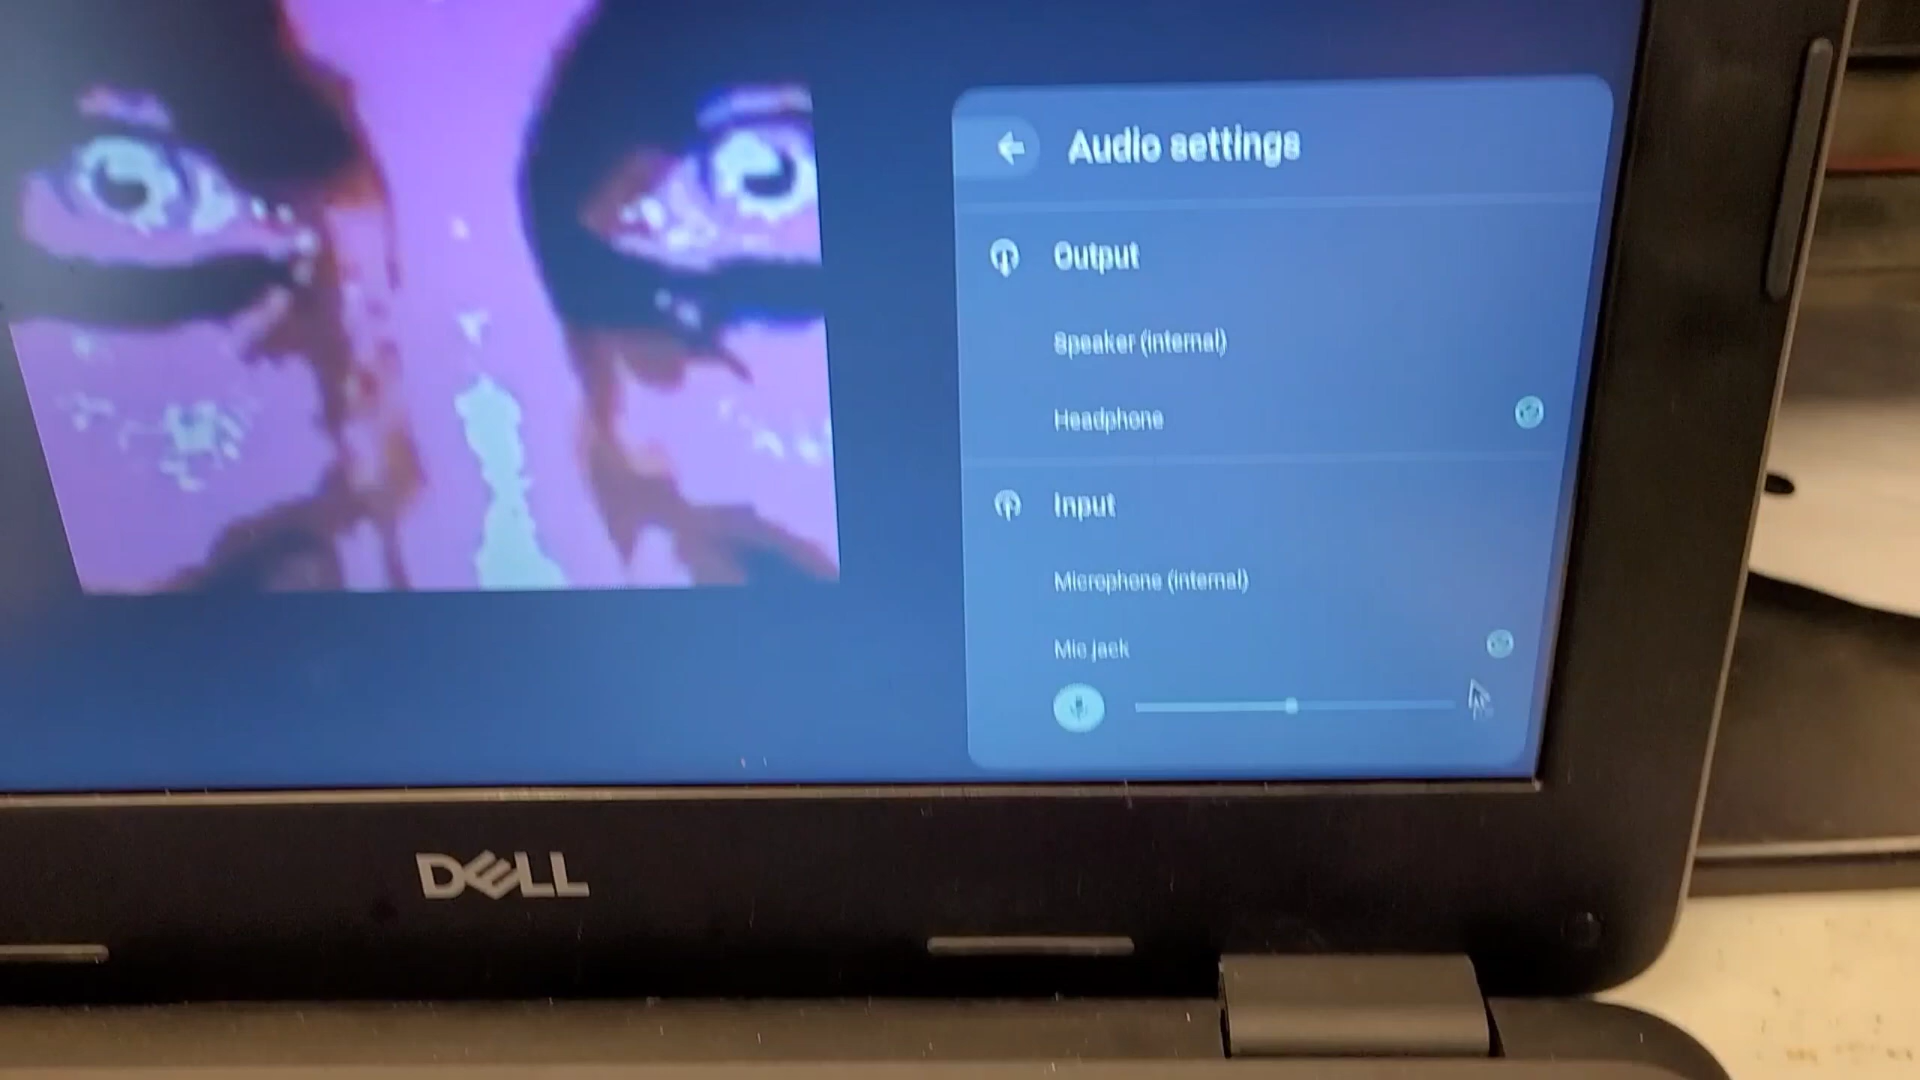 Audio settings
Output
Speaker (internal)
Headphone
Input
Microphone (internal)
Mic jack
DELL